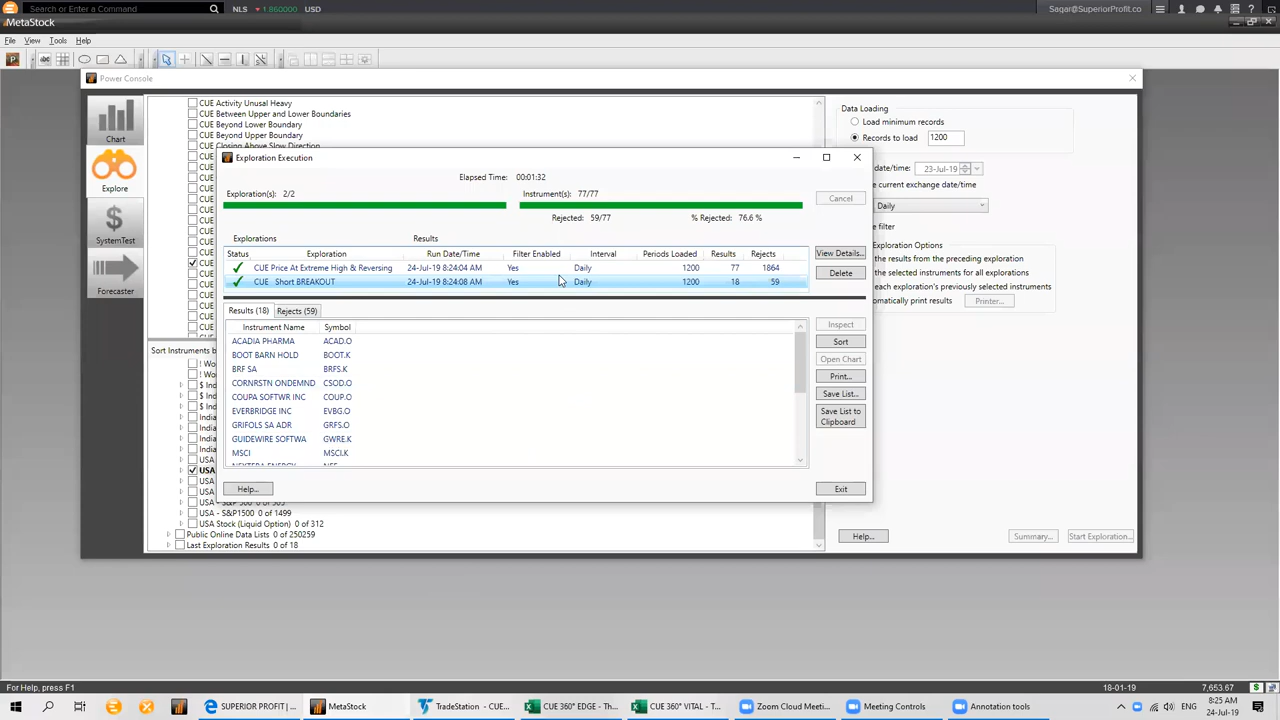 Search or command
NLS
1.860000
USD
Sagar@SuperiorProfit.co
MetaStock
File View Tools Help
Power Console
Chart
Explore
SystemTest
Forecaster
CUE Activity Unusal Heavy
CUE Between Upper and Lower Boundaries
CUE Beyond Lower Boundary
CUE Beyond Upper Boundary
CUE Closing Above Slow Direction
Sort Instruments b
USA - S&P1500 0 of 1499
USA Stock (Liquid Option) 0 of 312
Public Online Data Lists 0 of 250259
Last Exploration Results 0 of 18
Exploration Execution
Elapsed Time: 00:01:32
Exploration(s): 2/2
Instrument(s): 77/77
Rejected: 59/77
% Rejected: 76.6 %
Cancel
Explorations
Results
Status Exploration Run Date/Time Filter Enabled Interval Periods Loaded Results Rejects
CUE Price At Extreme High & Reversing 24-Jul-19 8:24:04 AM Yes Daily 1200 77 1864
CUE Short BREAKOUT 24-Jul-19 8:24:08 AM Yes Daily 1200 18 59
View Details...
Delete
Results (18) Rejects (59)
Instrument Name Symbol
ACADIA PHARMA ACAD.O
BOOT BARN HOLD BOOT.K
BRF SA BRFS.K
CORNRSTN ONDEMND CSOD.O
COUPA SOFTWR INC COUP.O
EVERBRIDGE INC EVBG.O
GRIFOLS SA ADR GRFS.O
GUIDEWIRE SOFTWA GWRE.K
MSCI MSCI.K
Inspect
Sort
Open Chart
Print...
Save List...
Save List to
Clipboard
Help...
Exit
Data Loading
Load minimum records
Records to load 1200
date/time: 23-Jul-19
e current exchange date/time
Daily
e filter
Exploration Options
he results from the preceding exploration
the selected instruments for all explorations
each exploration's previously selected instruments
omatically print results Printer...
Help...
Summary...
Start Exploration...
For Help, press F1
18-01-19
7,653.67
SUPERIOR PROFIT |...
MetaStock
TradeStation - CUE...
CUE 360° EDGE - Th...
CUE 360° VITAL - T...
Zoom Cloud Meeti...
Meeting Controls
Annotation tools
ENG
8:25 AM
24-Jul-19